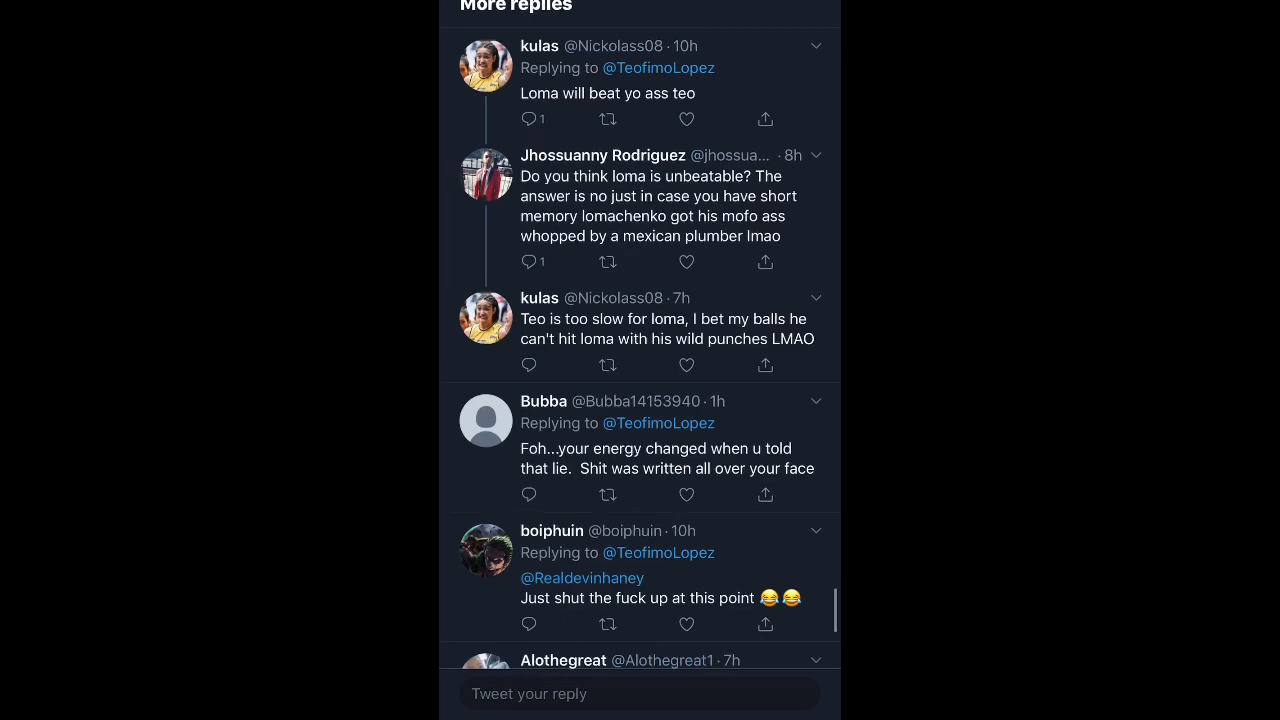 More replies
kulas @Nickolass08 · 10h
Replying to @TeofimoLopez
Loma will beat yo ass teo
1
Jhossuanny Rodriguez @jhossua... · 8h
Do you think loma is unbeatable? The
answer is no just in case you have short
memory lomachenko got his mofo ass
whopped by a mexican plumber lmao
1
kulas @Nickolass08 · 7h
Teo is too slow for loma, I bet my balls he
can't hit loma with his wild punches LMAO
Bubba @Bubba14153940 · 1h
Replying to @TeofimoLopez
Foh...your energy changed when u told
that lie.  Shit was written all over your face
boiphuin @boiphuin · 10h
Replying to @TeofimoLopez
@Realdevinhaney
Just shut the fuck up at this point 😂😂
Alothegreat @Alothegreat1 · 7h
Tweet your reply